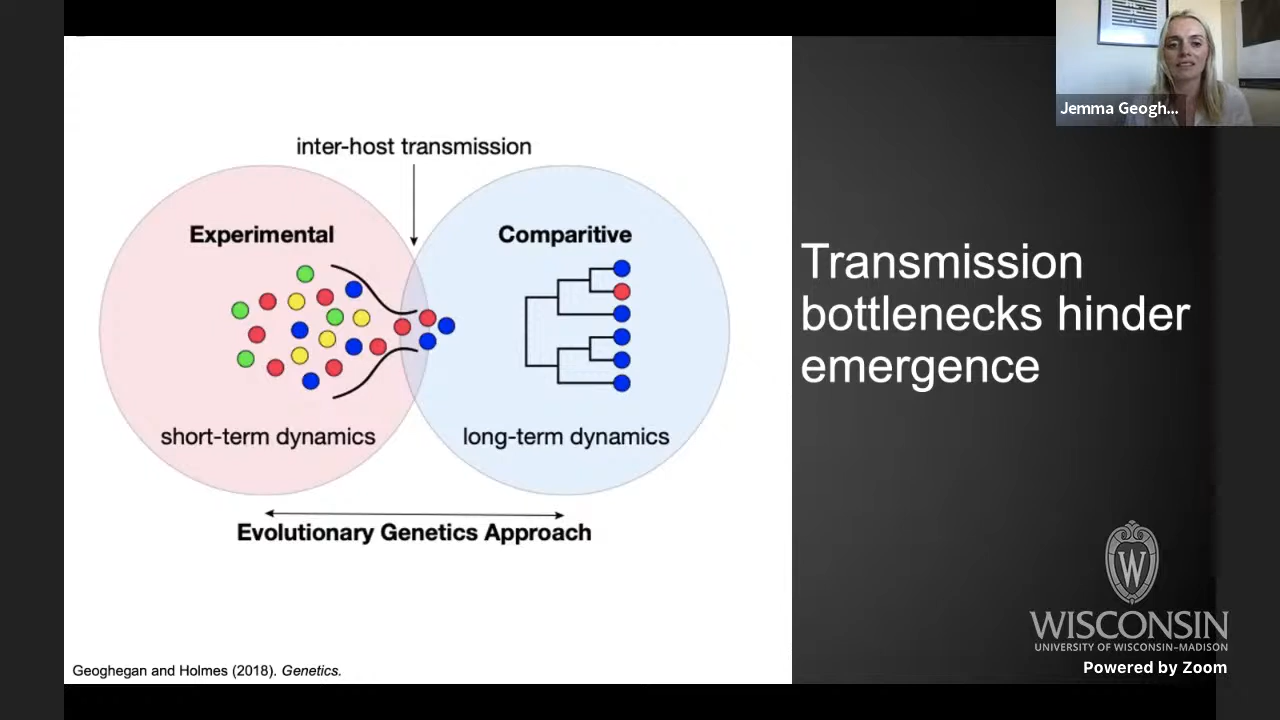 inter-host transmission
Experimental
Comparitive
short-term dynamics
long-term dynamics
Evolutionary Genetics Approach
Geoghegan and Holmes (2018). Genetics.
Transmission
bottlenecks hinder
emergence
Jemma Geogh...
W
WISCONSIN
UNIVERSITY OF WISCONSIN–MADISON
Powered by Zoom